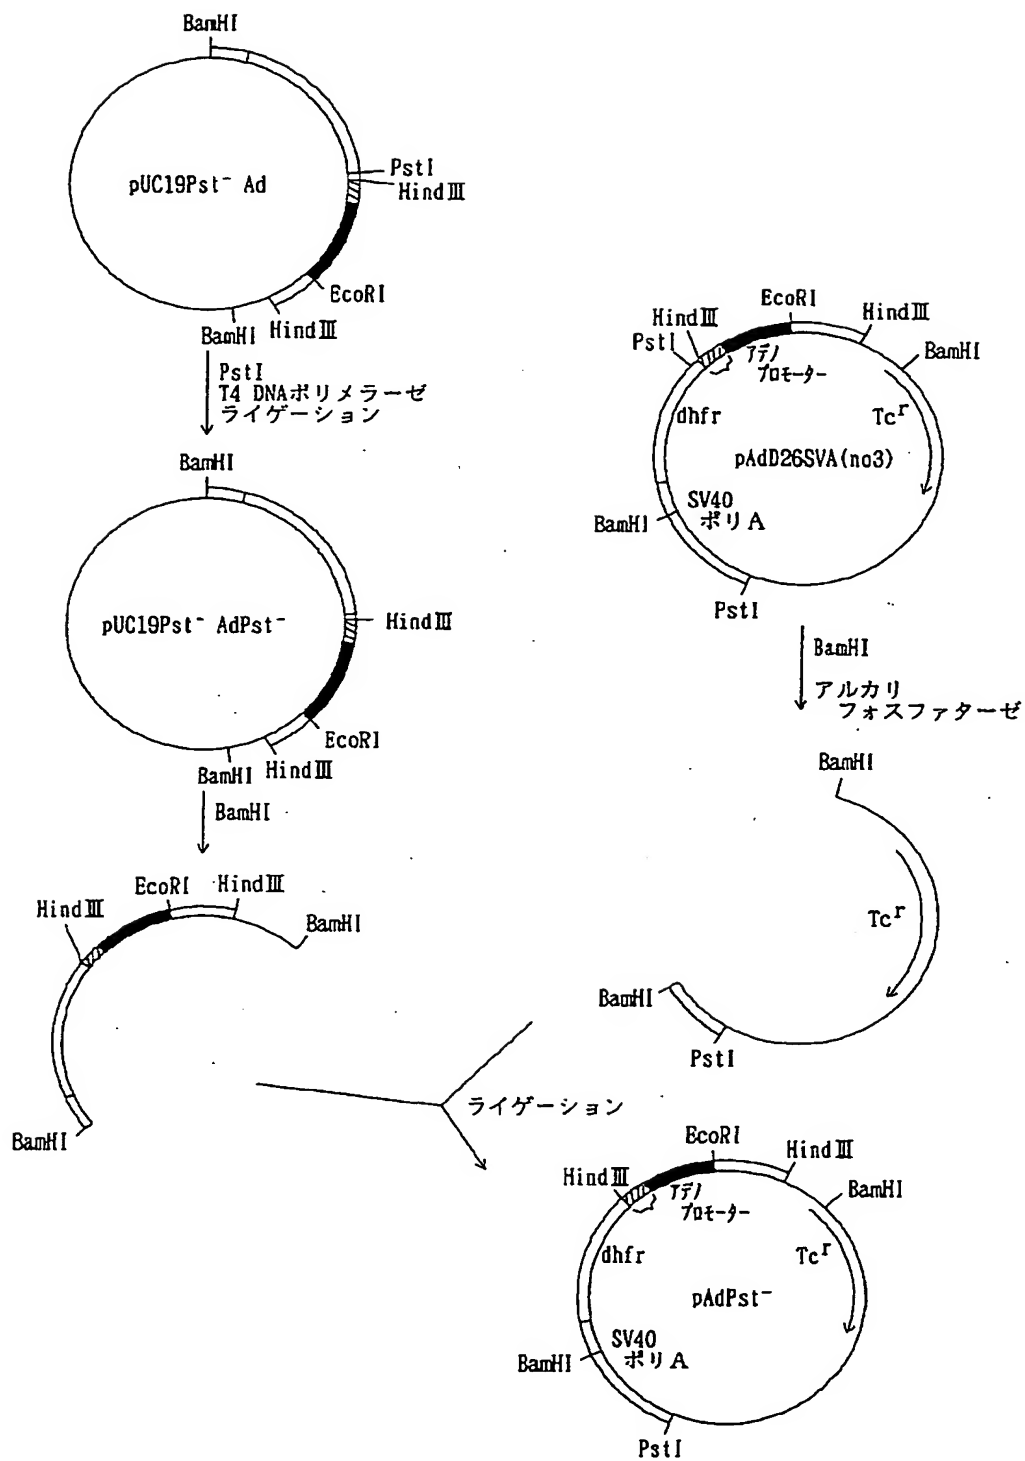 BamHI
pUC19Pst⁻ Ad
PstI
HindⅢ
EcoRI
HindⅢ
BamHI
PstI
T4 DNAポリメラーゼ
ライゲーション
BamHI
pUC19Pst⁻ AdPst⁻
HindⅢ
EcoRI
HindⅢ
BamHI
BamHI
EcoRI
HindⅢ
HindⅢ
BamHI
BamHI
EcoRI
HindⅢ
HindⅢ
PstI
BamHI
アデノ
プロモーター
dhfr
Tcʳ
pAdD26SVA(no3)
SV40
ポリA
BamHI
PstI
BamHI
アルカリ
フォスファターゼ
BamHI
Tcʳ
BamHI
PstI
ライゲーション
EcoRI
HindⅢ
HindⅢ
BamHI
アデノ
プロモーター
dhfr
Tcʳ
pAdPst⁻
SV40
ポリA
BamHI
PstI